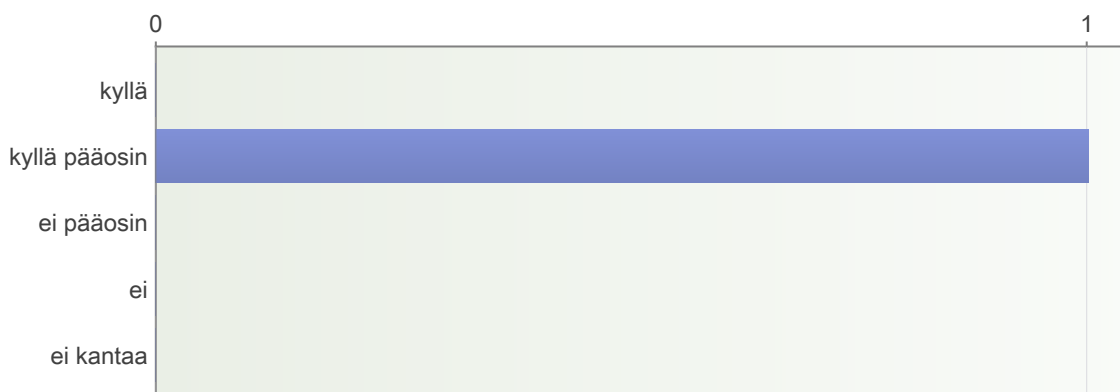 0 1
kyllä
kyllä pääosin
ei pääosin
ei
ei kantaa